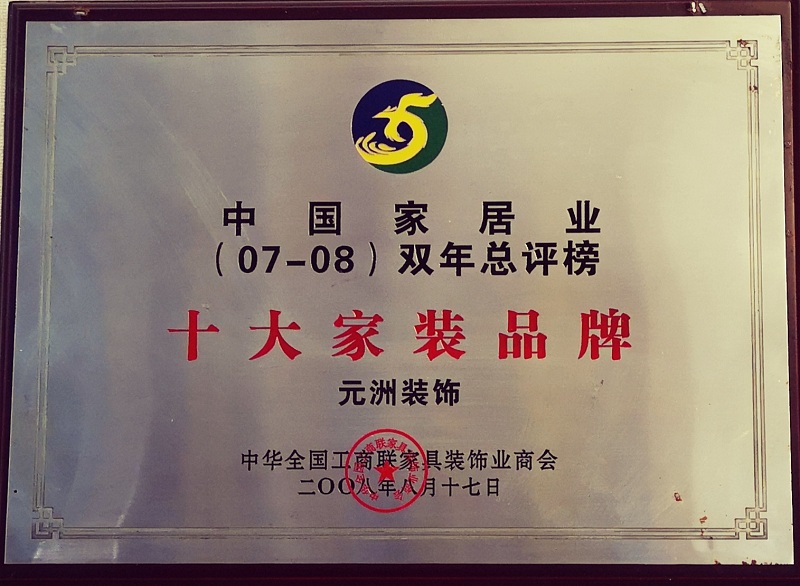 中国家居业
（07-08）双年总评榜
十大家装品牌
元洲装饰
中华全国工商联家具装饰业商会
二〇〇八年八月十七日